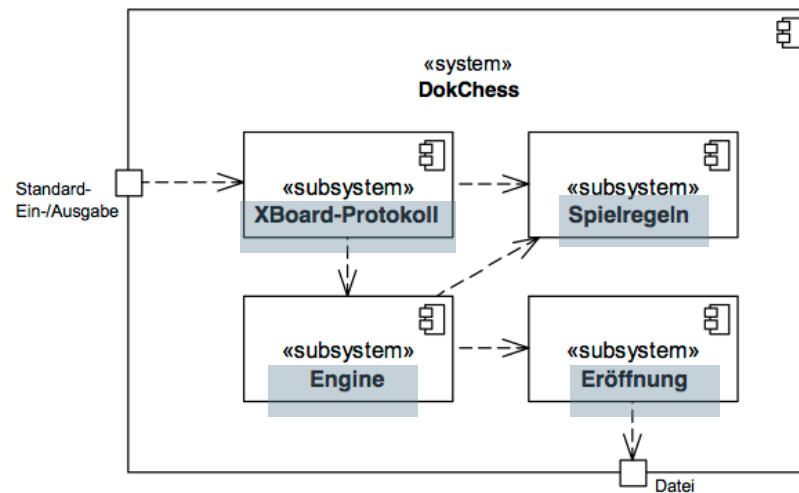 «system»
DokChess
«subsystem»
XBoard-Protokoll
«subsystem»
Spielregeln
Standard-
Ein-/Ausgabe
«subsystem»
Engine
«subsystem»
Eröffnung
Datei